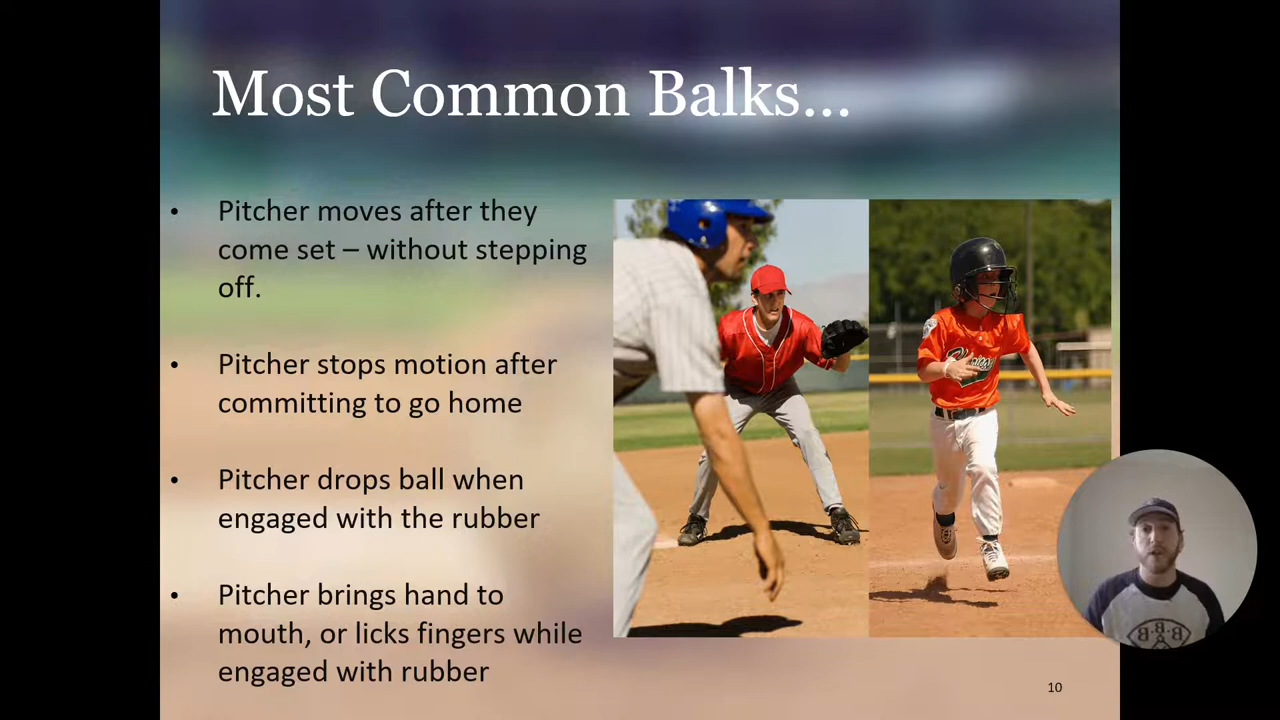 Most Common Balks...
• Pitcher moves after they
come set – without stepping
off.
• Pitcher stops motion after
committing to go home
• Pitcher drops ball when
engaged with the rubber
• Pitcher brings hand to
mouth, or licks fingers while
engaged with rubber
10